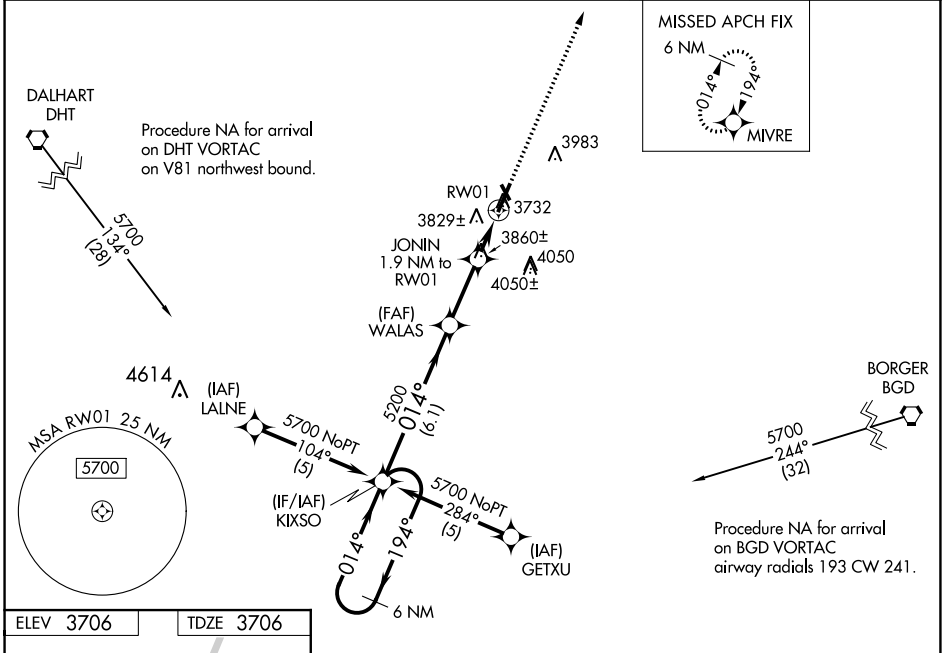 MISSED APCH FIX
6 NM
014°
194°
MIVRE
DALHART
DHT
Procedure NA for arrival
on DHT VORTAC
on V81 northwest bound.
5700
134°
(28)
3983
RW01
3732
3829±
3860±
JONIN
1.9 NM to
RW01
4050
4050±
(FAF)
WALAS
4614
(IAF)
LALNE
5200
014°
(6.1)
BORGER
BGD
5700
244°
(32)
MSA RW01 25 NM
5700
5700 NoPT
104°
(5)
(IF/IAF)
KIXSO
5700 NoPT
284°
(5)
(IAF)
GETXU
014°
194°
6 NM
Procedure NA for arrival
on BGD VORTAC
airway radials 193 CW 241.
ELEV 3706
TDZE 3706